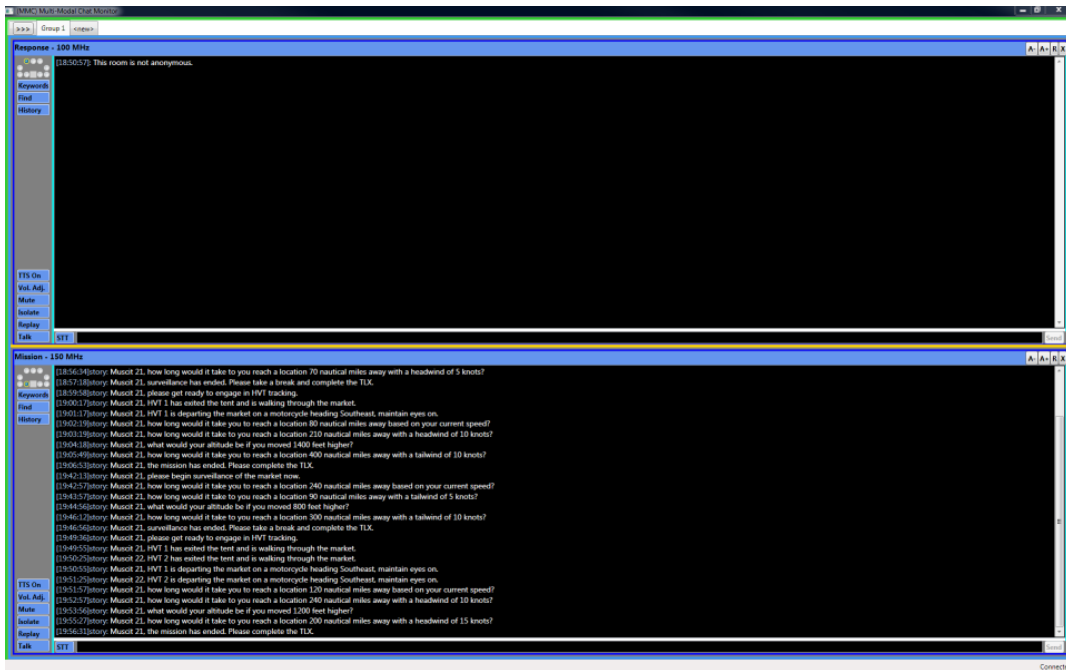 (MMC) Multi-Modal Chat Monitor
>>> Group 1 <new>
Response - 100 MHz
A- A+ R X
[18:50:57]: This room is not anonymous.
Keywords
Find
History
TTS On
Vol. Adj.
Mute
Isolate
Replay
Talk
STT
Send
Mission - 150 MHz
A- A+ R X
[18:56:34]story: Muscit 21, how long would it take to you reach a location 70 nautical miles away with a headwind of 5 knots?
[18:57:18]story: Muscit 21, surveillance has ended. Please take a break and complete the TLX.
[18:59:58]story: Muscit 21, please get ready to engage in HVT tracking.
[19:00:17]story: Muscit 21, HVT 1 has exited the tent and is walking through the market.
[19:01:17]story: Muscit 21, HVT 1 is departing the market on a motorcycle heading Southeast, maintain eyes on.
[19:02:19]story: Muscit 21, how long would it take you to reach a location 80 nautical miles away based on your current speed?
[19:03:19]story: Muscit 21, how long would it take to you reach a location 210 nautical miles away with a headwind of 10 knots?
[19:04:18]story: Muscit 21, what would your altitude be if you moved 1400 feet higher?
[19:05:49]story: Muscit 21, how long would it take to you reach a location 400 nautical miles away with a tailwind of 10 knots?
[19:06:53]story: Muscit 21, the mission has ended. Please complete the TLX.
[19:42:13]story: Muscit 21, please begin surveillance of the market now.
[19:42:57]story: Muscit 21, how long would it take you to reach a location 240 nautical miles away based on your current speed?
[19:43:57]story: Muscit 21, how long would it take to you reach a location 90 nautical miles away with a tailwind of 5 knots?
[19:44:56]story: Muscit 21, what would your altitude be if you moved 800 feet higher?
[19:46:12]story: Muscit 21, how long would it take to you reach a location 300 nautical miles away with a tailwind of 10 knots?
[19:46:56]story: Muscit 21, surveillance has ended. Please take a break and complete the TLX.
[19:49:36]story: Muscit 21, please get ready to engage in HVT tracking.
[19:49:55]story: Muscit 21, HVT 1 has exited the tent and is walking through the market.
[19:50:25]story: Muscit 22, HVT 2 has exited the tent and is walking through the market.
[19:50:55]story: Muscit 21, HVT 1 is departing the market on a motorcycle heading Southeast, maintain eyes on.
[19:51:25]story: Muscit 22, HVT 2 is departing the market on a motorcycle heading Southeast, maintain eyes on.
[19:51:57]story: Muscit 21, how long would it take you to reach a location 120 nautical miles away based on your current speed?
[19:52:57]story: Muscit 21, how long would it take to you reach a location 240 nautical miles away with a headwind of 10 knots?
[19:53:56]story: Muscit 21, what would your altitude be if you moved 1200 feet higher?
[19:55:27]story: Muscit 21, how long would it take to you reach a location 200 nautical miles away with a headwind of 15 knots?
[19:56:31]story: Muscit 21, the mission has ended. Please complete the TLX.
Keywords
Find
History
TTS On
Vol. Adj.
Mute
Isolate
Replay
Talk
STT
Send